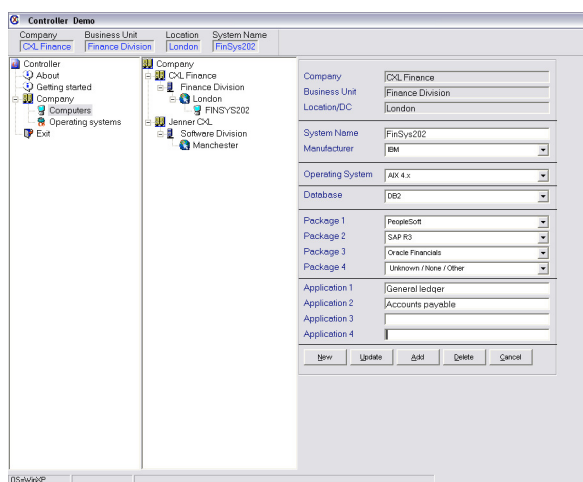 Controller Demo
Company Business Unit Location System Name
CXL Finance Finance Division London FinSys202
Controller
About
Getting started
Company
Computers
Operating systems
Exit
Company
CXL Finance
Finance Division
London
FINSYS202
Jenner CXL
Software Division
Manchester
Company CXL Finance
Business Unit Finance Division
Location/DC London
System Name FinSys202
Manufacturer IBM
Operating System AIX 4.x
Database DB2
Package 1 PeopleSoft
Package 2 SAP R3
Package 3 Oracle Financials
Package 4 Unknown / None / Other
Application 1 General ledger
Application 2 Accounts payable
Application 3
Application 4
New Update Add Delete Cancel
OS=WinXP